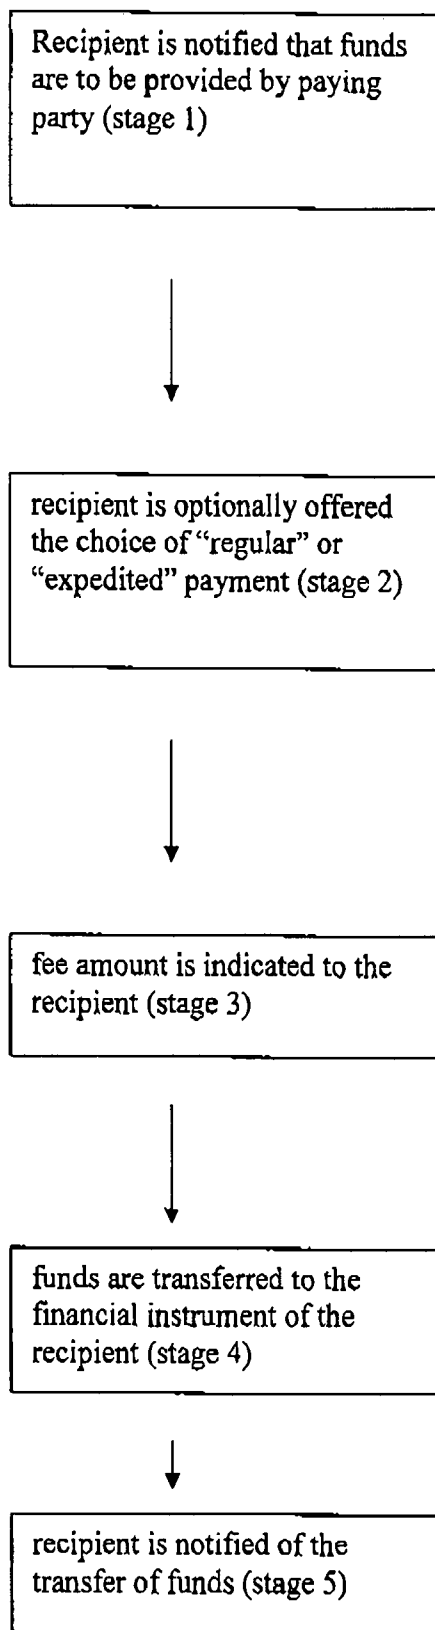 Recipient is notified that funds
are to be provided by paying
party (stage 1)
recipient is optionally offered
the choice of “regular” or
“expedited” payment (stage 2)
fee amount is indicated to the
recipient (stage 3)
funds are transferred to the
financial instrument of the
recipient (stage 4)
recipient is notified of the
transfer of funds (stage 5)